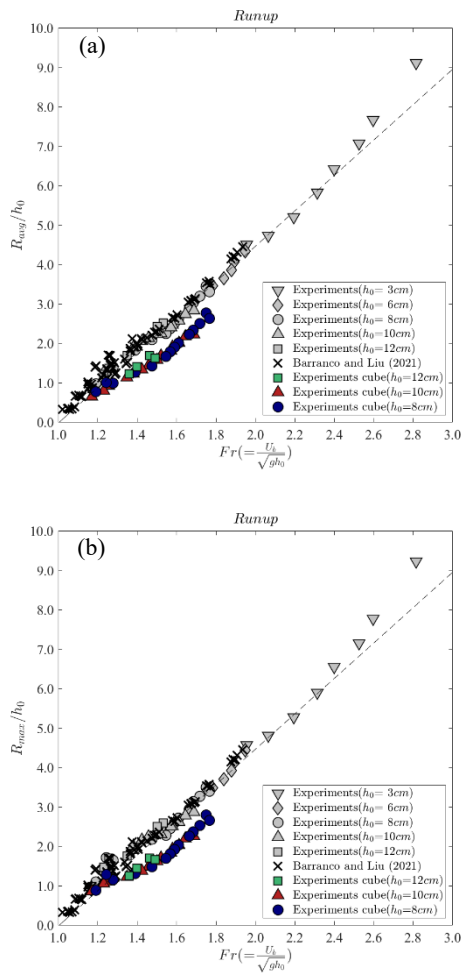 Runup
(a)
10.0
9.0
8.0
7.0
6.0
5.0
4.0
3.0
2.0
1.0
1.0 1.2 1.4 1.6 1.8 2.0 2.2 2.4 2.6 2.8 3.0
R_avg/h_0
Fr(= U_b/√gh_0)
Experiments(h_0= 3cm)
Experiments(h_0= 6cm)
Experiments(h_0= 8cm)
Experiments(h_0=10cm)
Experiments(h_0=12cm)
Barranco and Liu (2021)
Experiments cube(h_0=12cm)
Experiments cube(h_0=10cm)
Experiments cube(h_0=8cm)
Runup
(b)
10.0
9.0
8.0
7.0
6.0
5.0
4.0
3.0
2.0
1.0
0
1.0 1.2 1.4 1.6 1.8 2.0 2.2 2.4 2.6 2.8 3.0
R_max/h_0
Fr(= U_b/√gh_0)
Experiments(h_0= 3cm)
Experiments(h_0= 6cm)
Experiments(h_0= 8cm)
Experiments(h_0=10cm)
Experiments(h_0=12cm)
Barranco and Liu (2021)
Experiments cube(h_0=12cm)
Experiments cube(h_0=10cm)
Experiments cube(h_0=8cm)